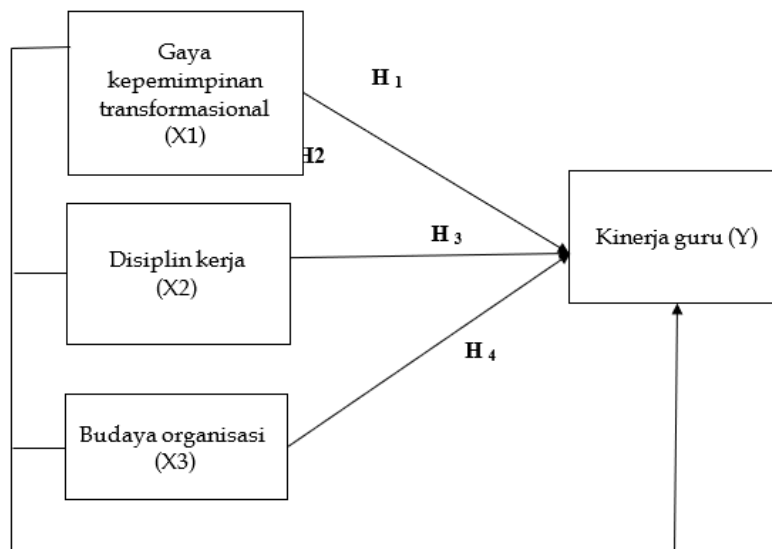 Gaya
kepemimpinan
transformasional
(X1)
H 1
H2
Disiplin kerja
(X2)
H 3
Kinerja guru (Y)
H 4
Budaya organisasi
(X3)